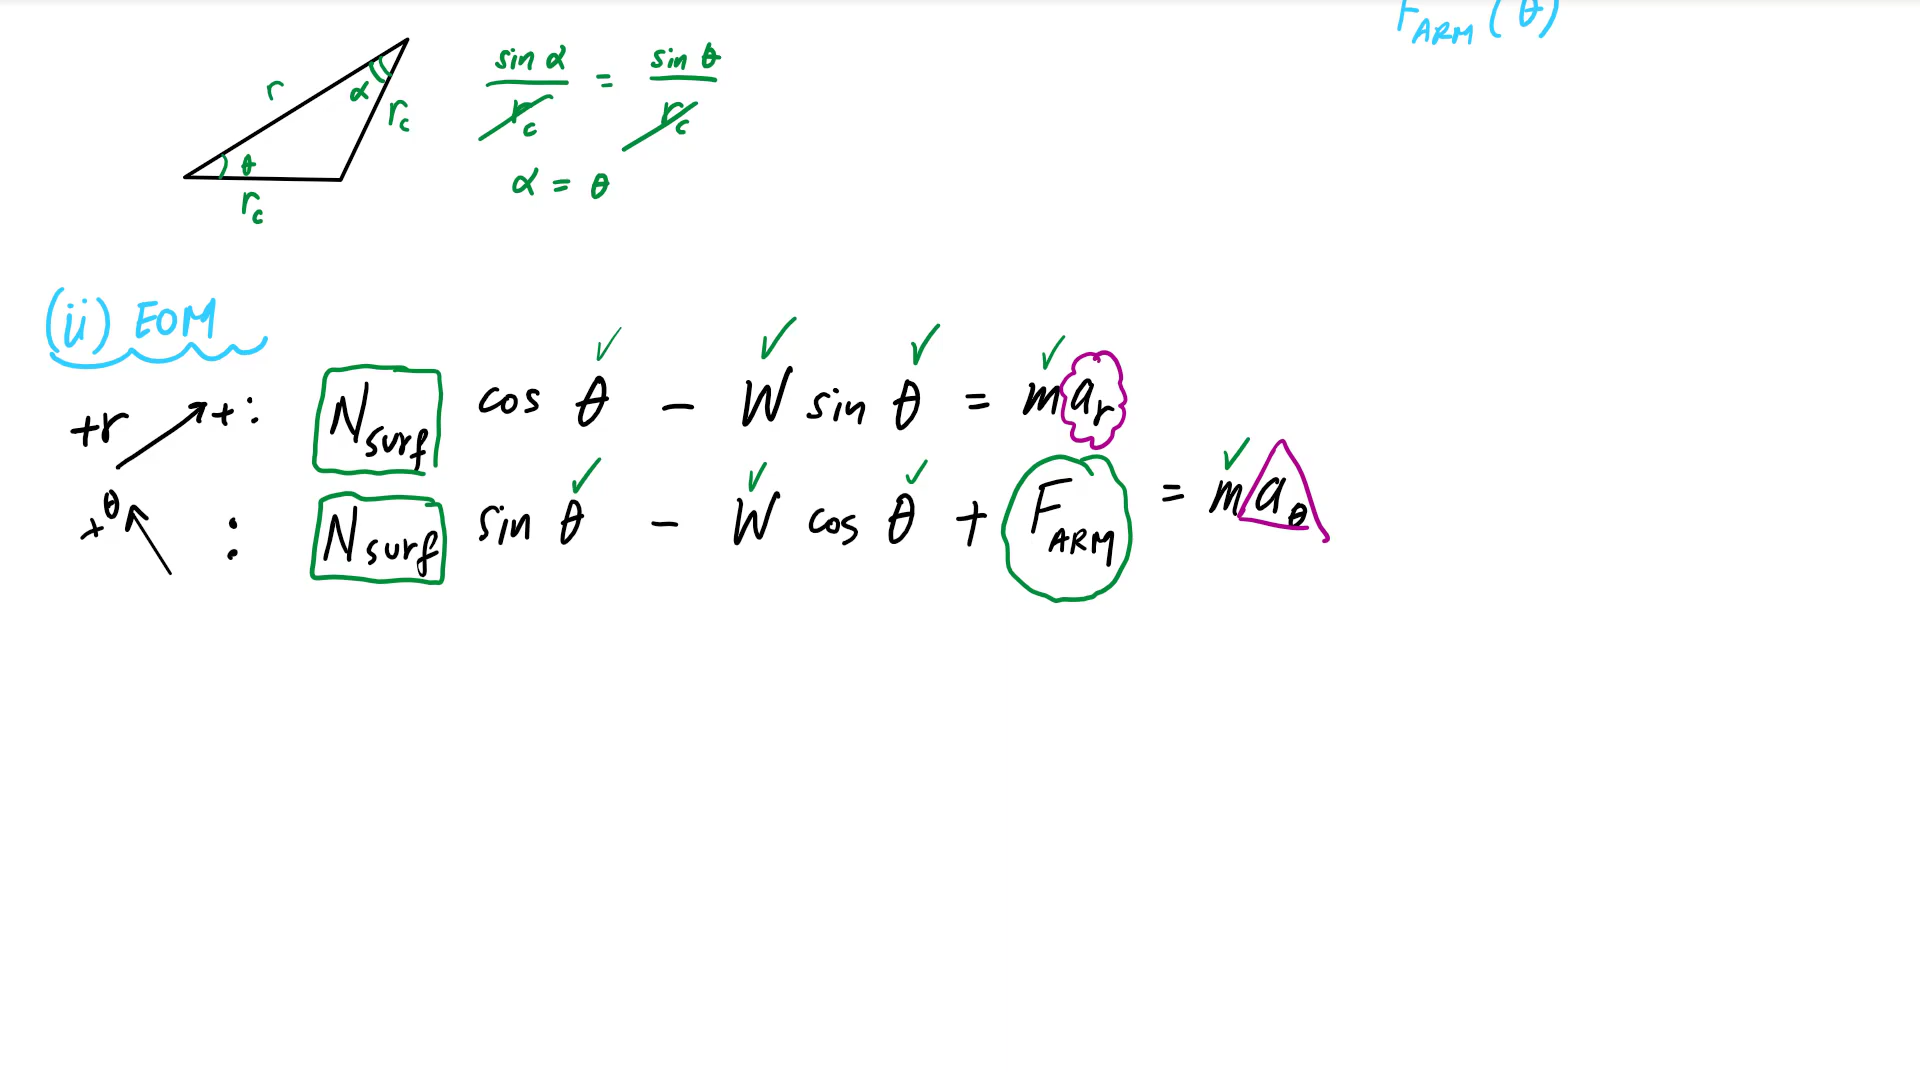 F_ARM (θ)
sin α / r_c = sin θ / r_c
r α r_c
θ
r_c
α = θ
(ii) EOM
+r + : N_surf cos θ - W sin θ = m a_r
+θ : N_surf sin θ - W cos θ + F_ARM = m a_θ